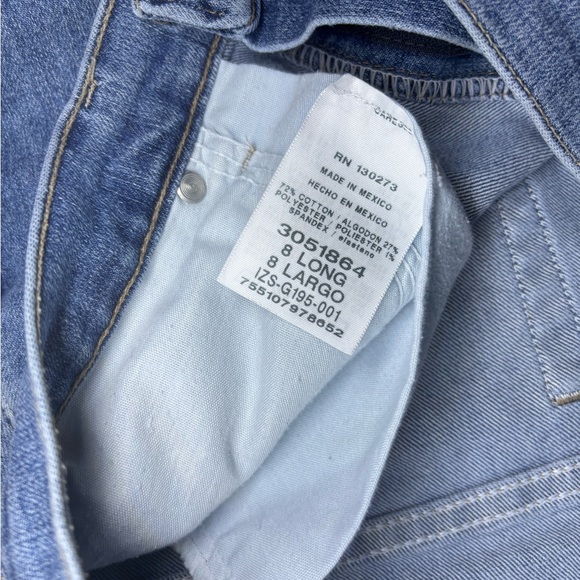 RN 130273
MADE IN MEXICO
HECHO EN MEXICO
72% COTTON / ALGODON 27%
POLYESTER / POLIESTER 1%
SPANDEX / elasteno
3051864
8 LONG
8 LARGO
IZS-G195-001
755107978652